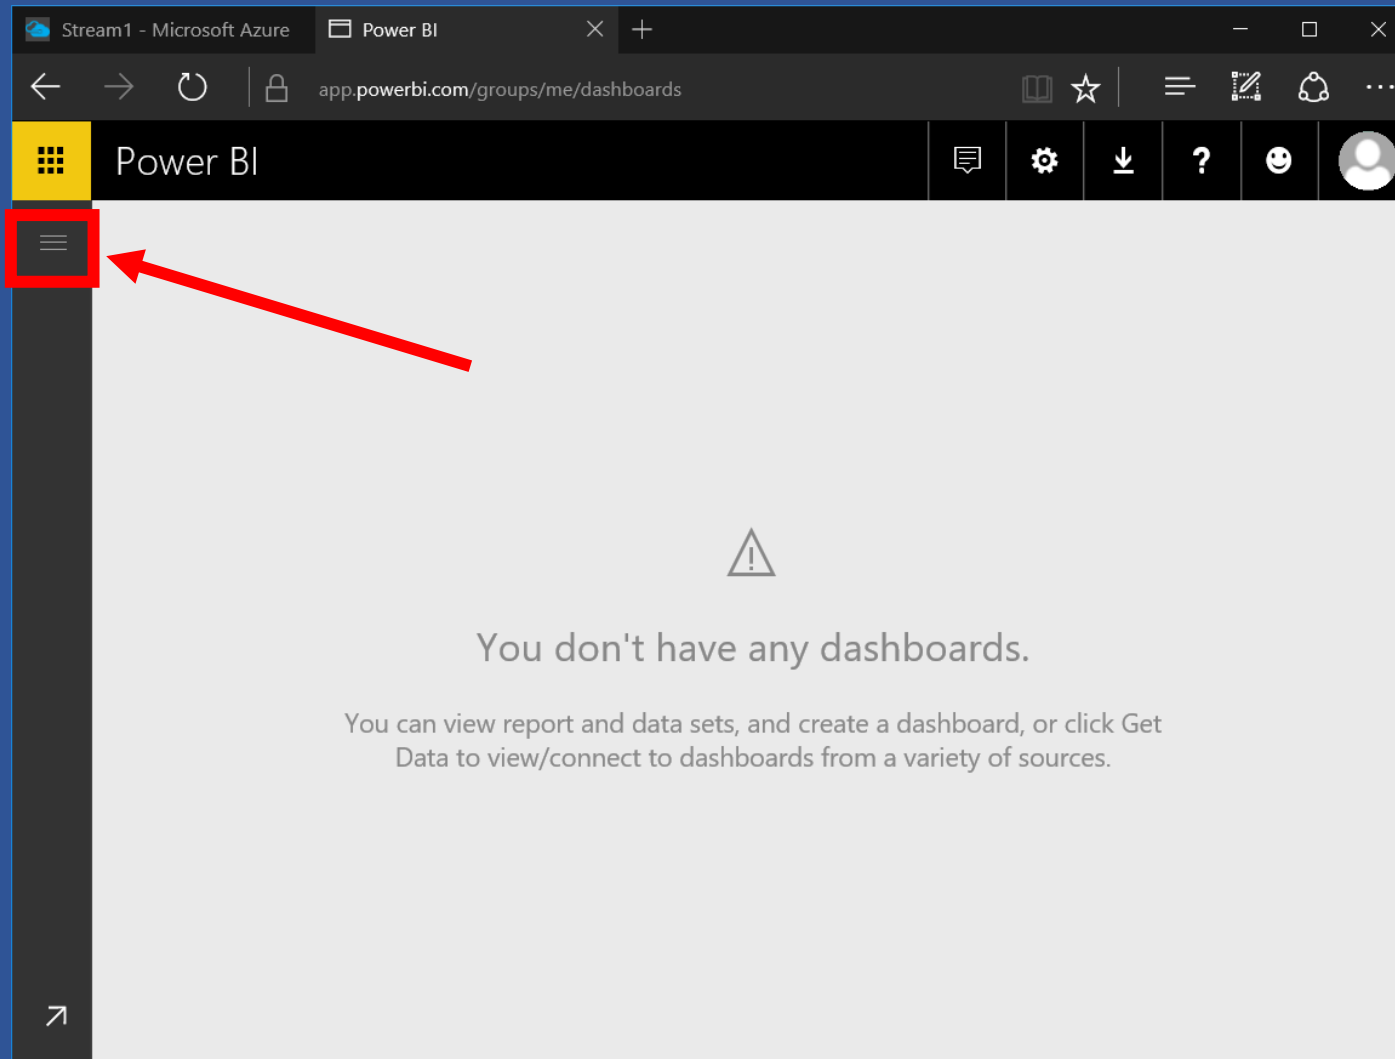 Stream1 - Microsoft Azure
Power BI
app.powerbi.com/groups/me/dashboards
Power BI
?
You don't have any dashboards.
You can view report and data sets, and create a dashboard, or click Get
Data to view/connect to dashboards from a variety of sources.